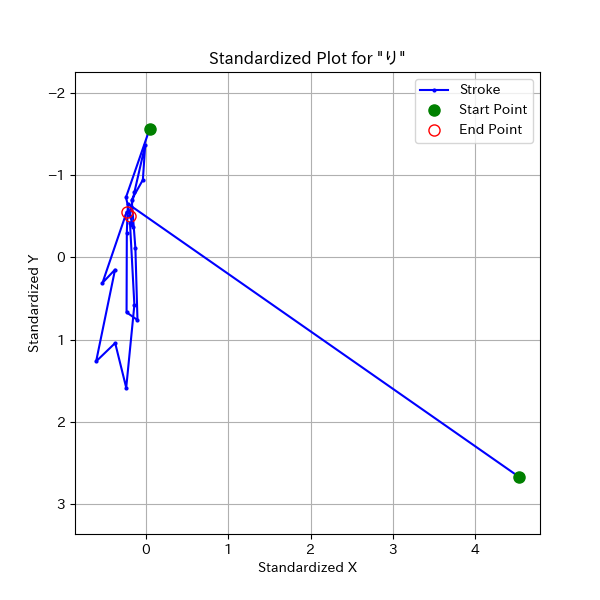 Standardized Plot for "り"
Stroke
Start Point
End Point
−2
−1
0
1
2
3
Standardized Y
0 1 2 3 4
Standardized X